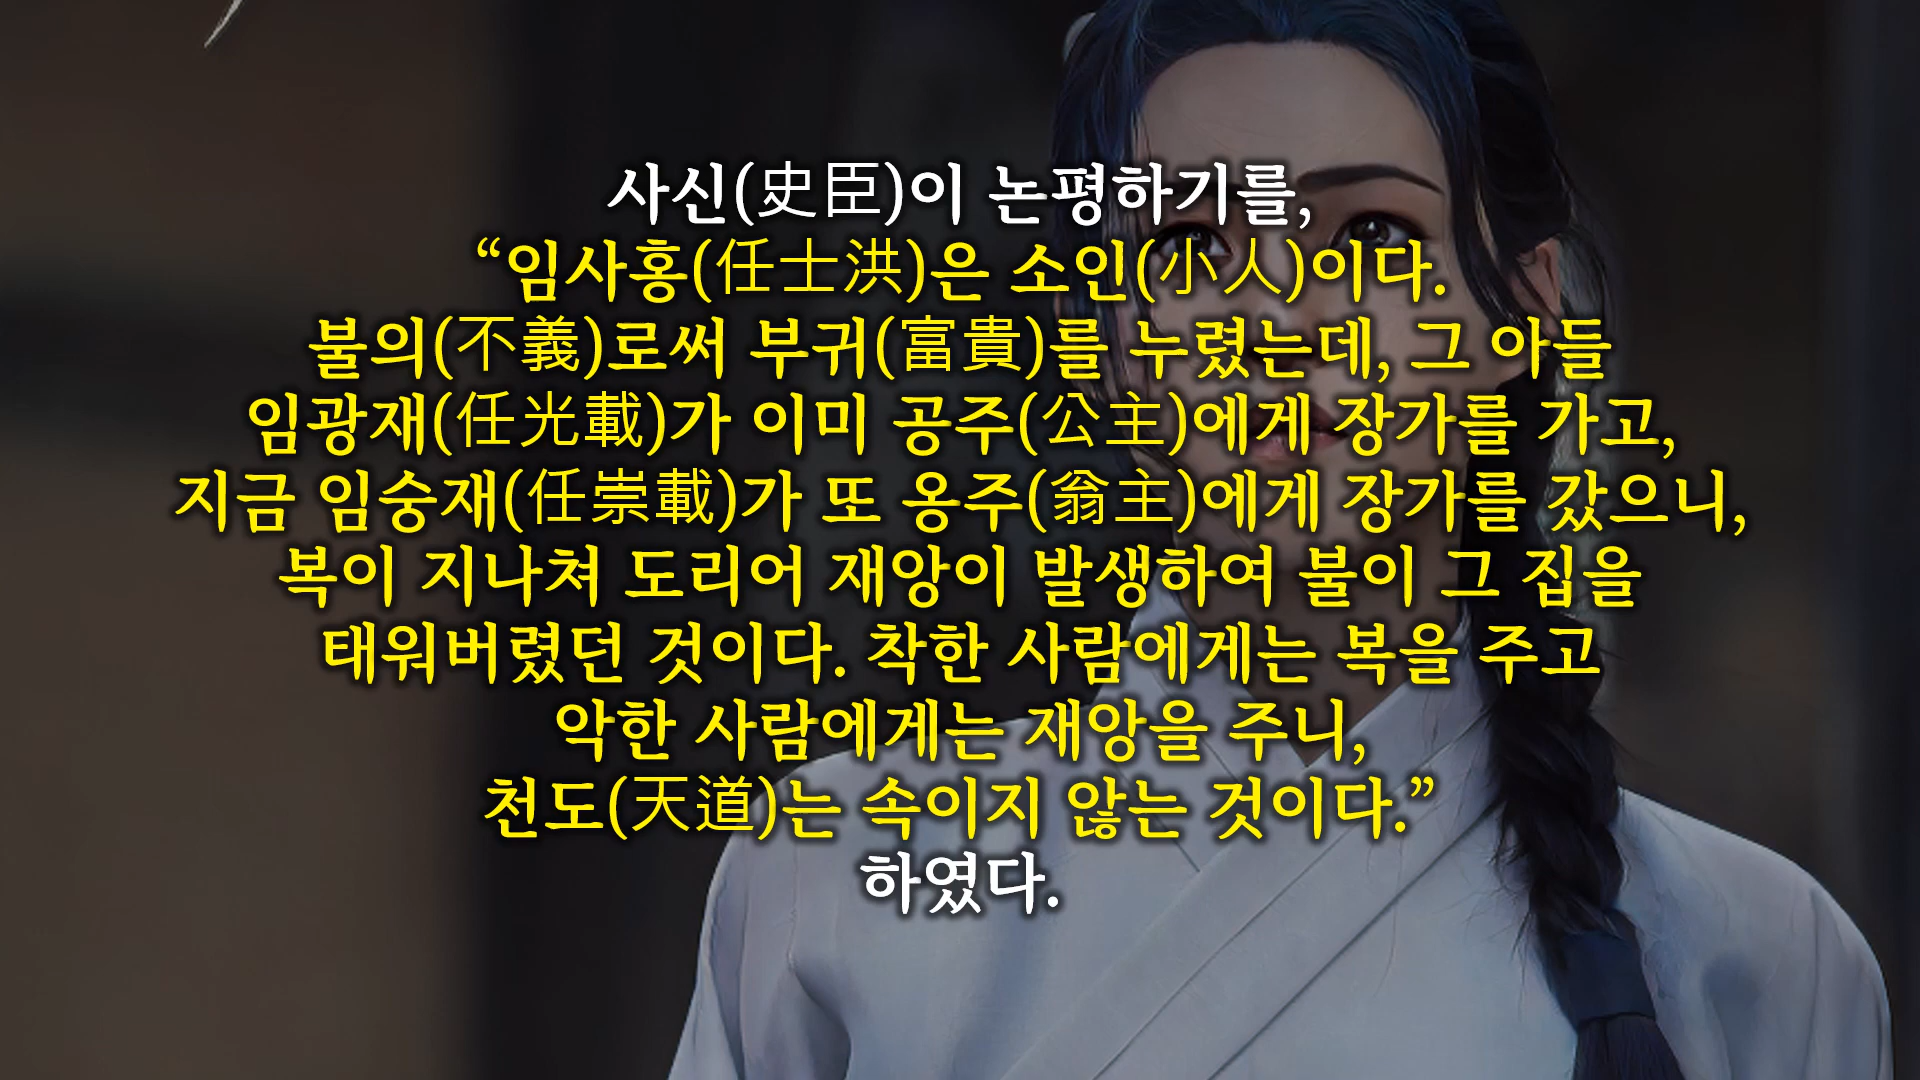 사신(史臣)이 논평하기를,
“임사홍(任士洪)은 소인(小人)이다.
불의(不義)로써 부귀(富貴)를 누렸는데, 그 아들
임광재(任光載)가 이미 공주(公主)에게 장가를 가고,
지금 임숭재(任崇載)가 또 옹주(翁主)에게 장가를 갔으니,
복이 지나쳐 도리어 재앙이 발생하여 불이 그 집을
태워버렸던 것이다. 착한 사람에게는 복을 주고
악한 사람에게는 재앙을 주니,
천도(天道)는 속이지 않는 것이다.”
하였다.